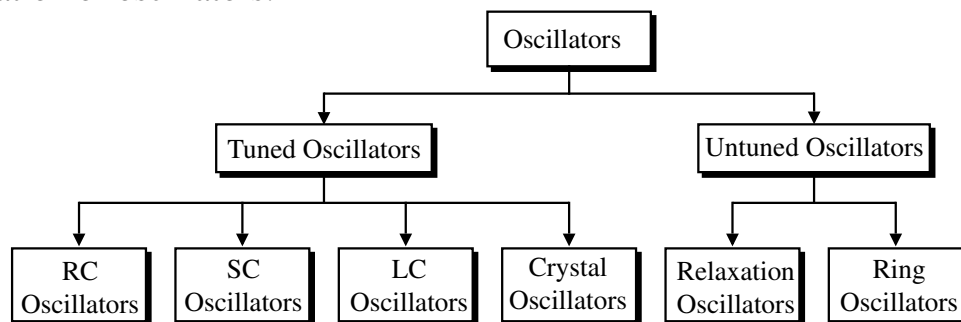 Oscillators
Tuned Oscillators
Untuned Oscillators
RC
Oscillators
SC
Oscillators
LC
Oscillators
Crystal
Oscillators
Relaxation
Oscillators
Ring
Oscillators